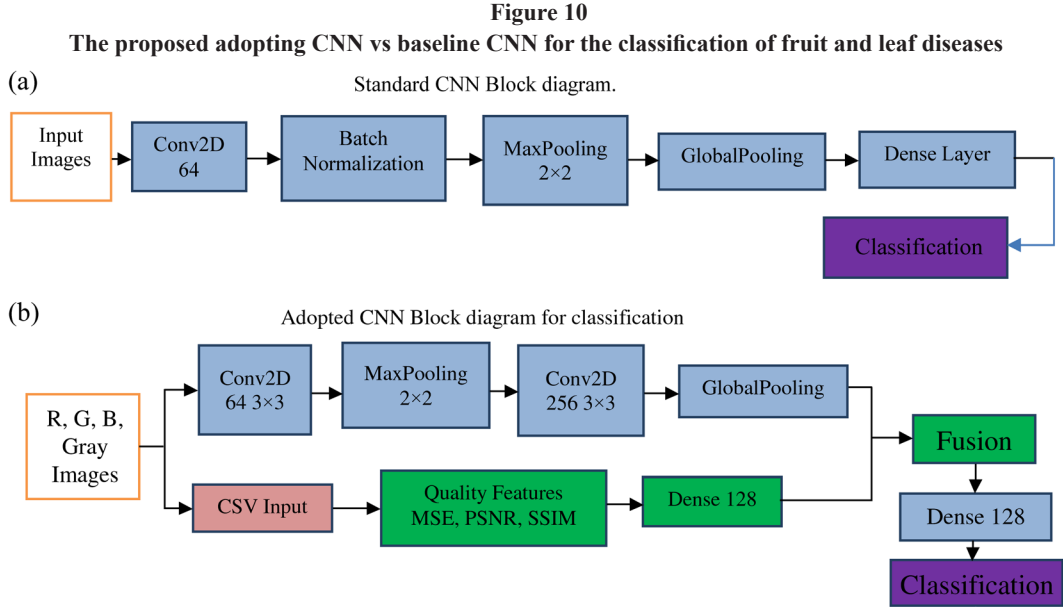 Figure 10
The proposed adopting CNN vs baseline CNN for the classification of fruit and leaf diseases
(a)
Standard CNN Block diagram.
Input
Images
Conv2D
64
Batch
Normalization
MaxPooling
2×2
GlobalPooling
Dense Layer
Classification
(b)
Adopted CNN Block diagram for classification
R, G, B,
Gray
Images
Conv2D
64 3×3
MaxPooling
2×2
Conv2D
256 3×3
GlobalPooling
CSV Input
Quality Features
MSE, PSNR, SSIM
Dense 128
Fusion
Dense 128
Classification